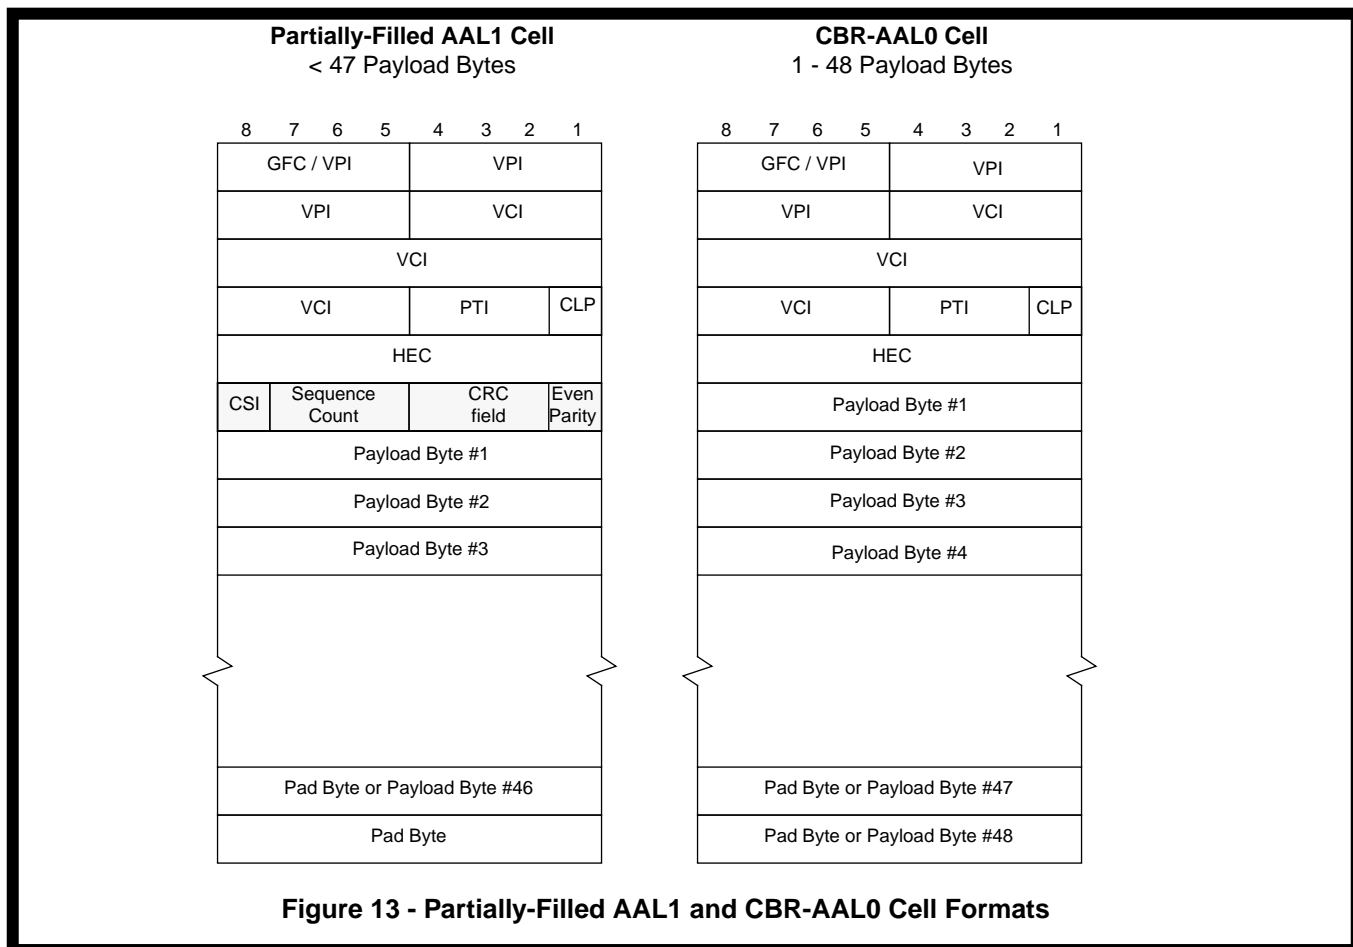 Partially-Filled AAL1 Cell
< 47 Payload Bytes
8 7 6 5 4 3 2 1
GFC / VPI VPI
VPI VCI
VCI
VCI PTI CLP
HEC
CSI Sequence Count CRC field Even Parity
Payload Byte #1
Payload Byte #2
Payload Byte #3
Pad Byte or Payload Byte #46
Pad Byte
CBR-AAL0 Cell
1 - 48 Payload Bytes
8 7 6 5 4 3 2 1
GFC / VPI VPI
VPI VCI
VCI
VCI PTI CLP
HEC
Payload Byte #1
Payload Byte #2
Payload Byte #3
Payload Byte #4
Pad Byte or Payload Byte #47
Pad Byte or Payload Byte #48
Figure 13 - Partially-Filled AAL1 and CBR-AAL0 Cell Formats